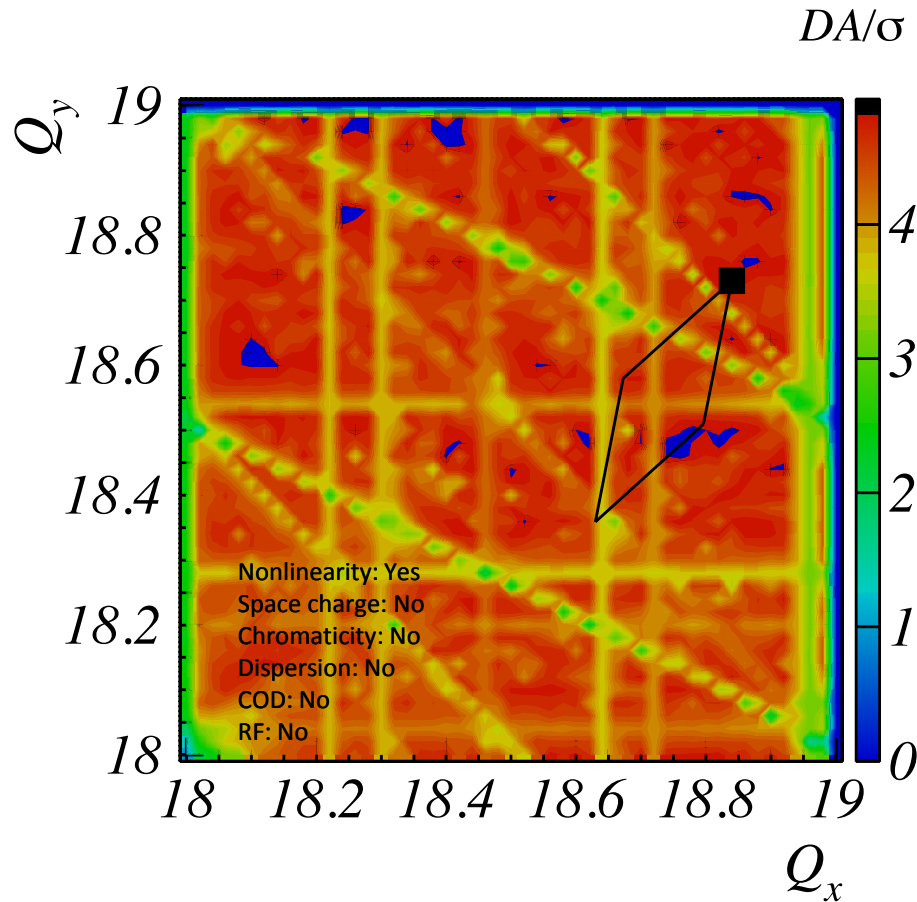 DA/σ
Q_y
19
18.8
18.6
18.4
18.2
18
Nonlinearity: Yes
Space charge: No
Chromaticity: No
Dispersion: No
COD: No
RF: No
18 18.2 18.4 18.6 18.8 19
Q_x
4
3
2
1
0